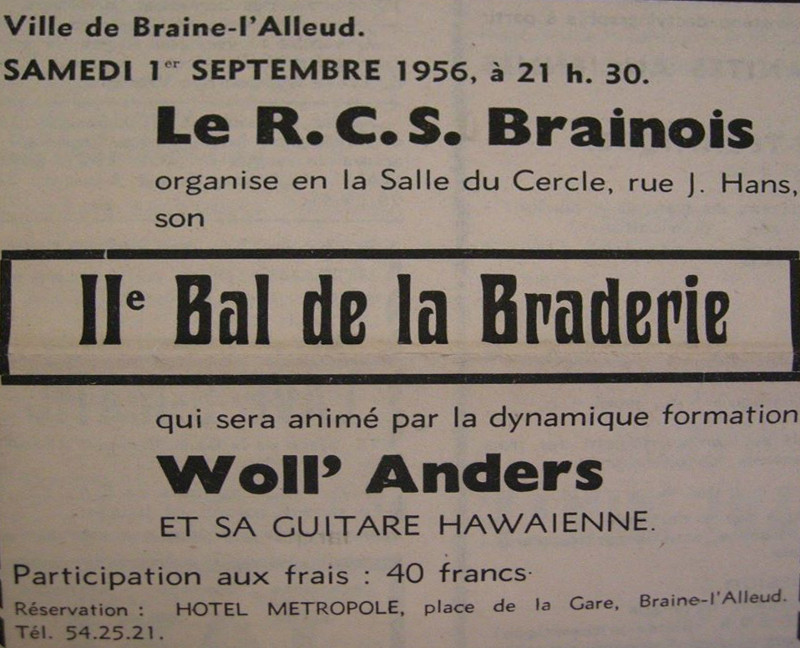 Ville de Braine-l'Alleud.
SAMEDI 1er SEPTEMBRE 1956, à 21 h. 30.
Le R.C.S. Brainois
organise en la Salle du Cercle, rue J. Hans,
son
IIe Bal de la Braderie
qui sera animé par la dynamique formation
Woll' Anders
ET SA GUITARE HAWAIENNE.
Participation aux frais : 40 francs.
Réservation : HOTEL METROPOLE, place de la Gare, Braine-l'Alleud.
Tél. 54.25.21.